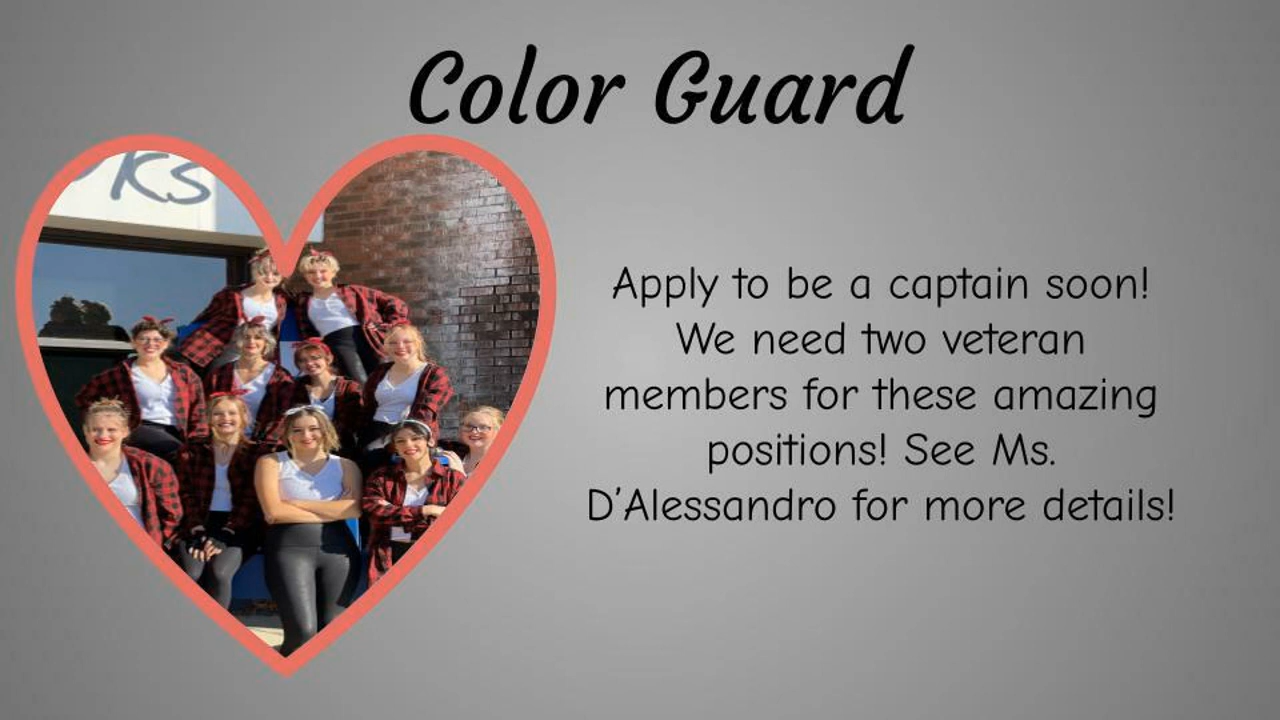 Color Guard
KS
Apply to be a captain soon!
We need two veteran
members for these amazing
positions! See Ms.
D'Alessandro for more details!